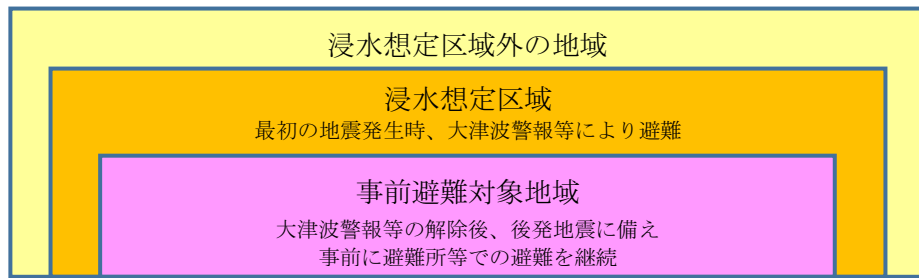 浸水想定区域外の地域
浸水想定区域
最初の地震発生時、大津波警報等により避難
事前避難対象地域
大津波警報等の解除後、後発地震に備え
事前に避難所等での避難を継続